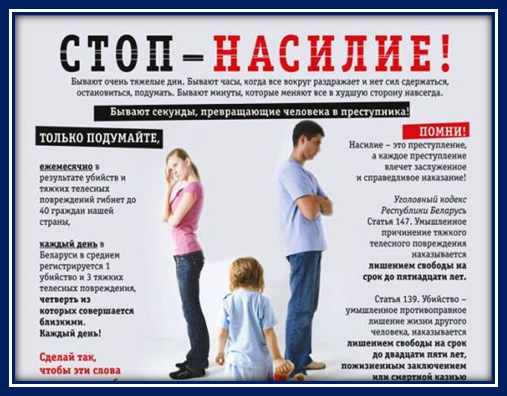 СТОП – НАСИЛИЕ!
Бывают очень тяжелые дни. Бывают часы, когда все вокруг раздражает и нет сил сдержаться,
остановиться, подумать. Бывают минуты, которые меняют все в худшую сторону навсегда.
Бывают секунды, превращающие человека в преступника!
ТОЛЬКО ПОДУМАЙТЕ,
ежемесячно в
результате убийств и
тяжких телесных
повреждений гибнет до
40 граждан нашей
страны,
каждый день в
Беларуси в среднем
регистрируется 1
убийство и 3 тяжких
телесных повреждения,
четверть из
которых совершается
близкими.
Каждый день!
Сделай так,
чтобы эти слова
ПОМНИ!
Насилие – это преступление,
а каждое преступление
влечет заслуженное
и справедливое наказание!
Уголовный кодекс
Республики Беларусь
Статья 147. Умышленное
причинение тяжкого
телесного повреждения
наказывается
лишением свободы на
срок до пятнадцати лет.
Статья 139. Убийство –
умышленное противоправное
лишение жизни другого
человека, наказывается
лишением свободы на срок
до двадцати пяти лет,
пожизненным заключением
или смертной казнью